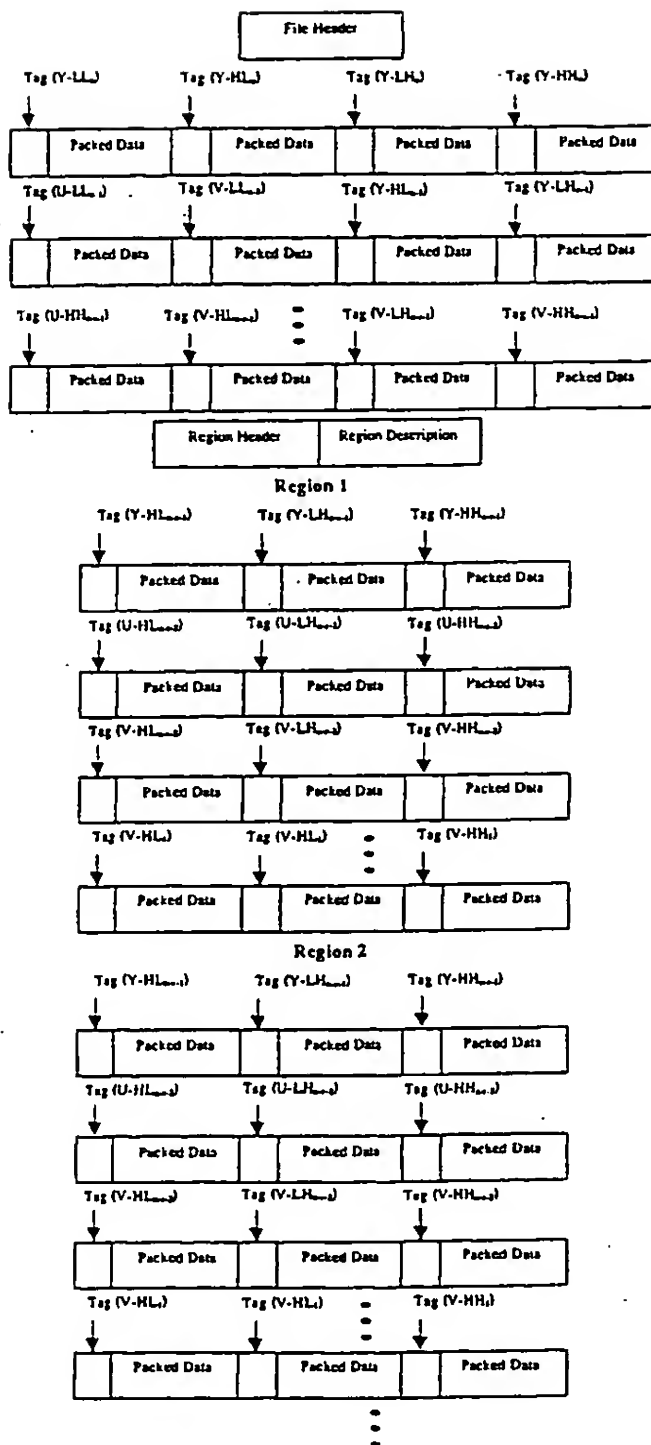 File Header
Tag (Y-LLₙ) Tag (Y-HLₙ) Tag (Y-LHₙ) Tag (Y-HHₙ)
Packed Data Packed Data Packed Data Packed Data
Tag (U-LL Tag (V-LL Tag (Y-HL Tag (Y-LH
Packed Data Packed Data Packed Data Packed Data
Tag (U-HH Tag (V-HL Tag (V-LH Tag (V-HH
Packed Data Packed Data Packed Data Packed Data
Region Header Region Description
Region 1
Tag (Y-HL Tag (Y-LH Tag (Y-HH
Packed Data Packed Data Packed Data
Tag (U-HL Tag (U-LH Tag (U-HH
Packed Data Packed Data Packed Data
Tag (V-HL Tag (V-LH Tag (V-HH
Packed Data Packed Data Packed Data
Tag (V-HL Tag (V-HL Tag (V-HH
Packed Data Packed Data Packed Data
Region 2
Tag (Y-HL Tag (Y-LH Tag (Y-HH
Packed Data Packed Data Packed Data
Tag (U-HL Tag (U-LH Tag (U-HH
Packed Data Packed Data Packed Data
Tag (V-HL Tag (V-LH Tag (V-HH
Packed Data Packed Data Packed Data
Tag (V-HL Tag (V-HL Tag (V-HH
Packed Data Packed Data Packed Data